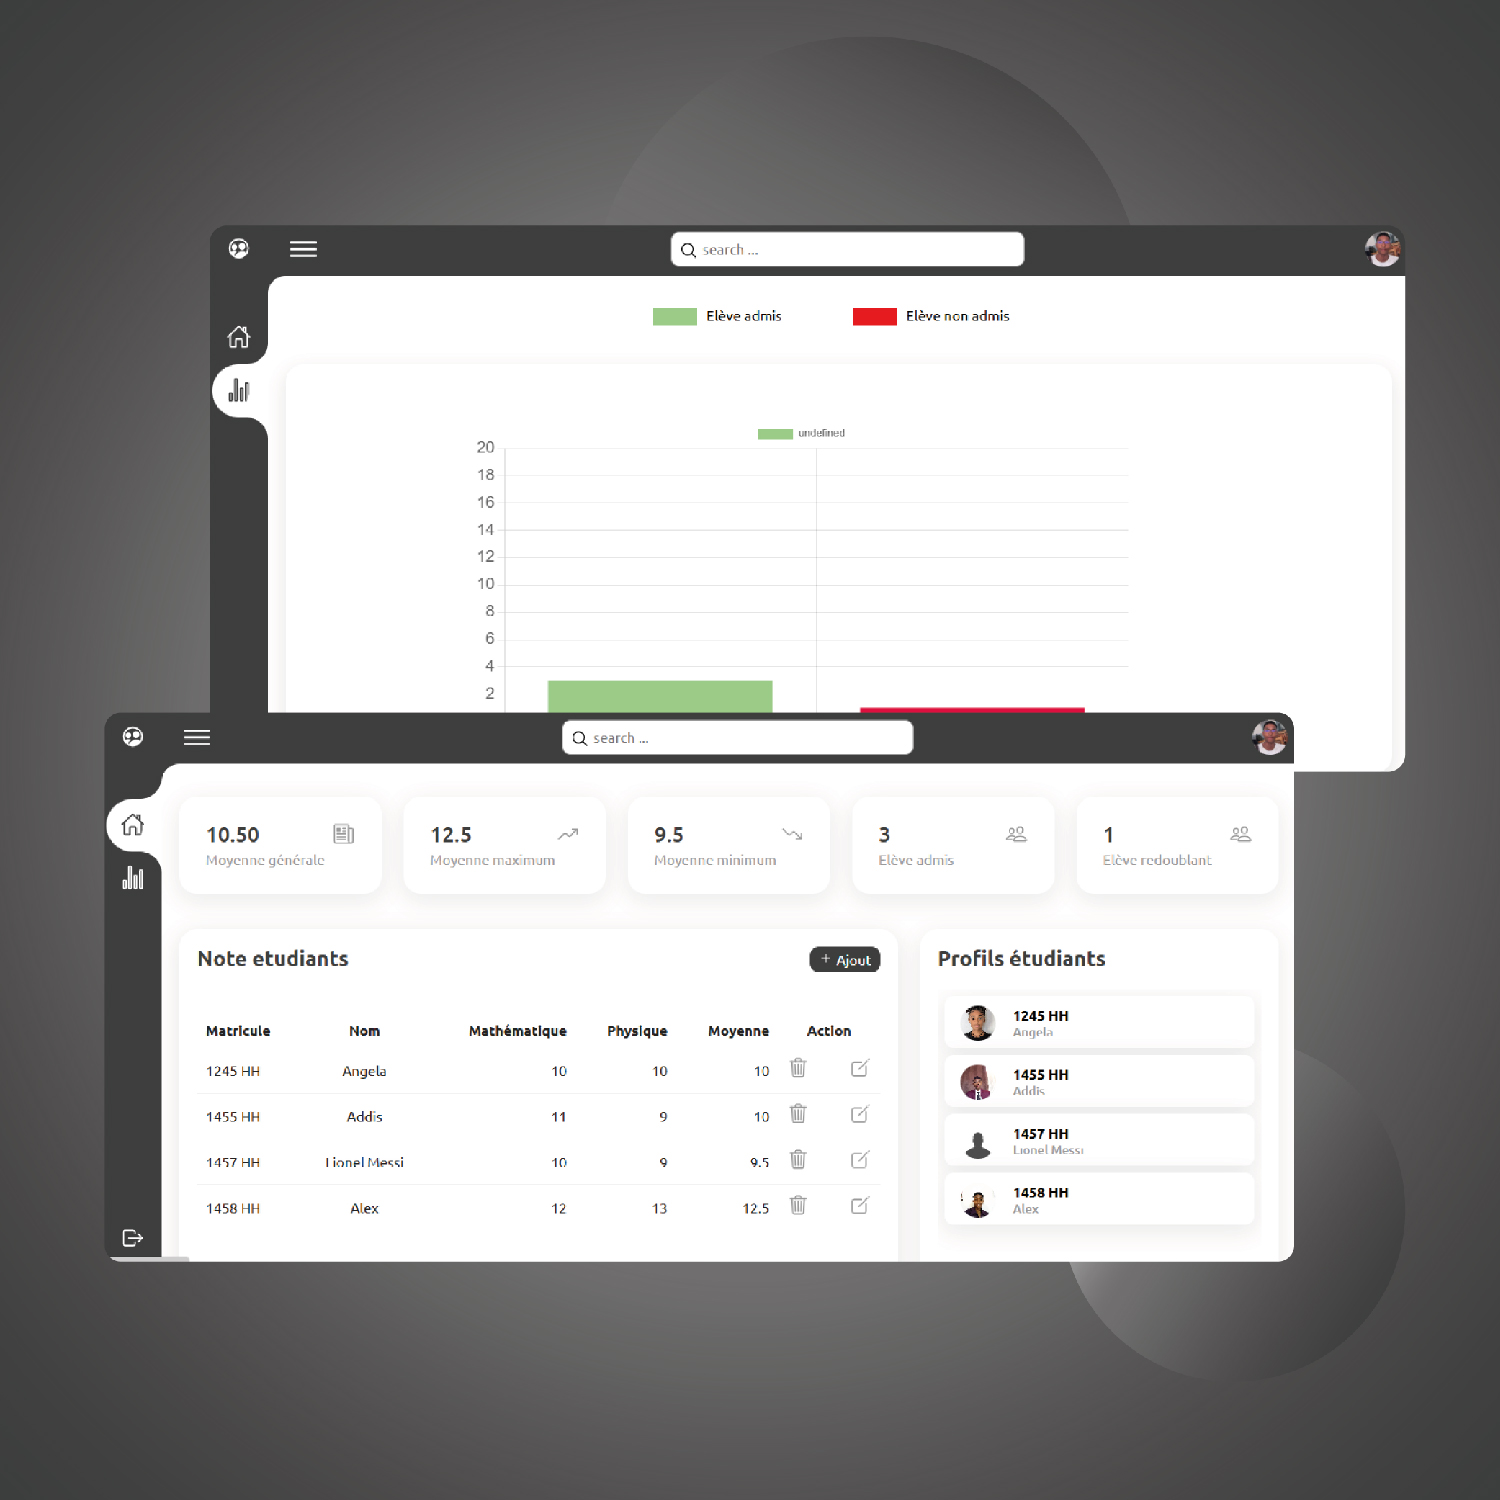 search ...
Elève admis
Elève non admis
undefined
20
18
16
14
12
10
8
6
4
2
search ...
10.50
Moyenne générale
12.5
Moyenne maximum
9.5
Moyenne minimum
3
Elève admis
1
Elève redoublant
Note etudiants
+ Ajout
Matricule Nom Mathématique Physique Moyenne Action
1245 HH Angela 10 10 10
1455 HH Addis 11 9 10
1457 HH Lionel Messi 10 9 9.5
1458 HH Alex 12 13 12.5
Profils étudiants
1245 HH
Angela
1455 HH
Addis
1457 HH
Lionel Messi
1458 HH
Alex